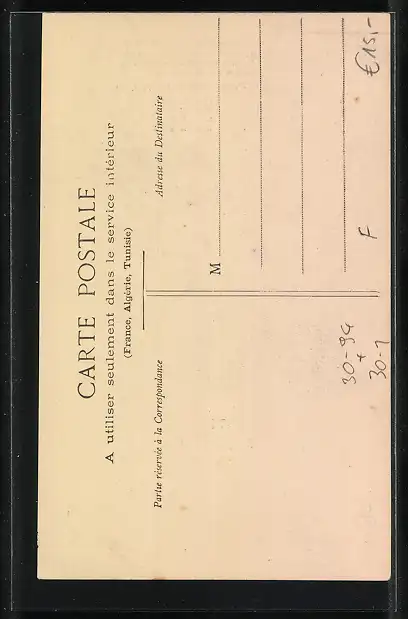 CARTE POSTALE
A utiliser seulement dans le service intérieur
(France, Algérie, Tunisie)
Partie réservée à la Correspondance
Adresse du Destinataire
M
30-94
+
30-1
F
€15,-